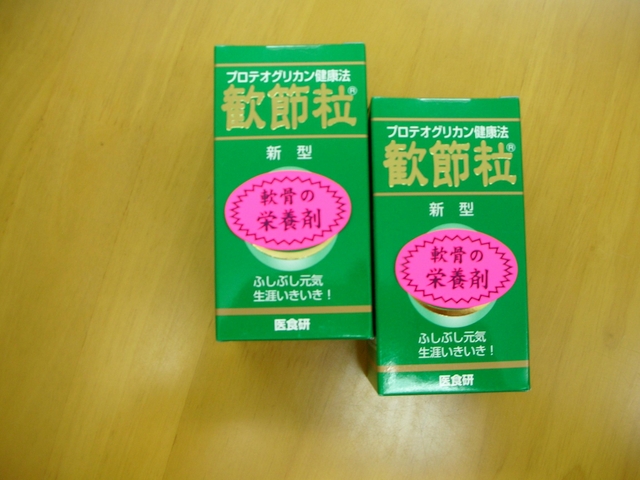 プロテオグリカン健康法
歓節粒®
新 型
軟骨の
栄養剤
ふしぶし元気
生涯いきいき！
医食研
プロテオグリカン健康法
歓節粒®
新 型
軟骨の
栄養剤
ふしぶし元気
生涯いきいき！
医食研